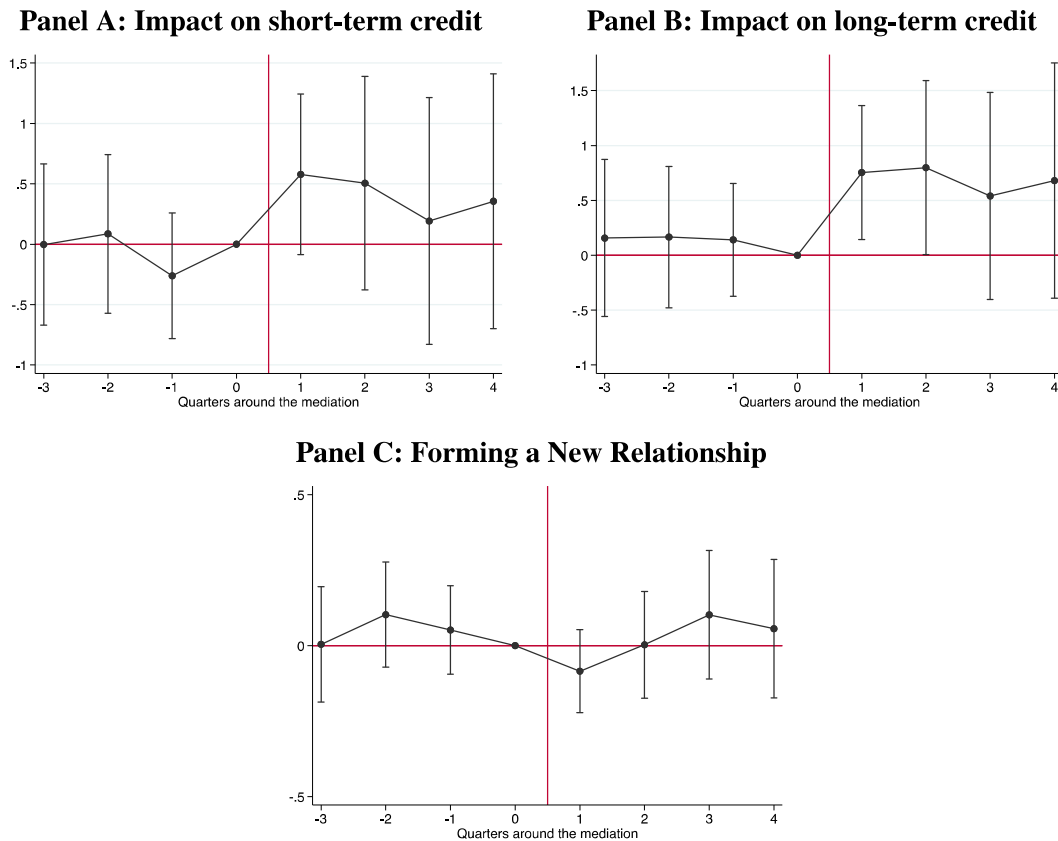 Panel A: Impact on short-term credit
1.5
1
.5
0
-.5
-1
-3 -2 -1 0 1 2 3 4
Quarters around the mediation
Panel B: Impact on long-term credit
1.5
1
.5
0
-.5
-1
-3 -2 -1 0 1 2 3 4
Quarters around the mediation
Panel C: Forming a New Relationship
.5
0
-.5
-3 -2 -1 0 1 2 3 4
Quarters around the mediation